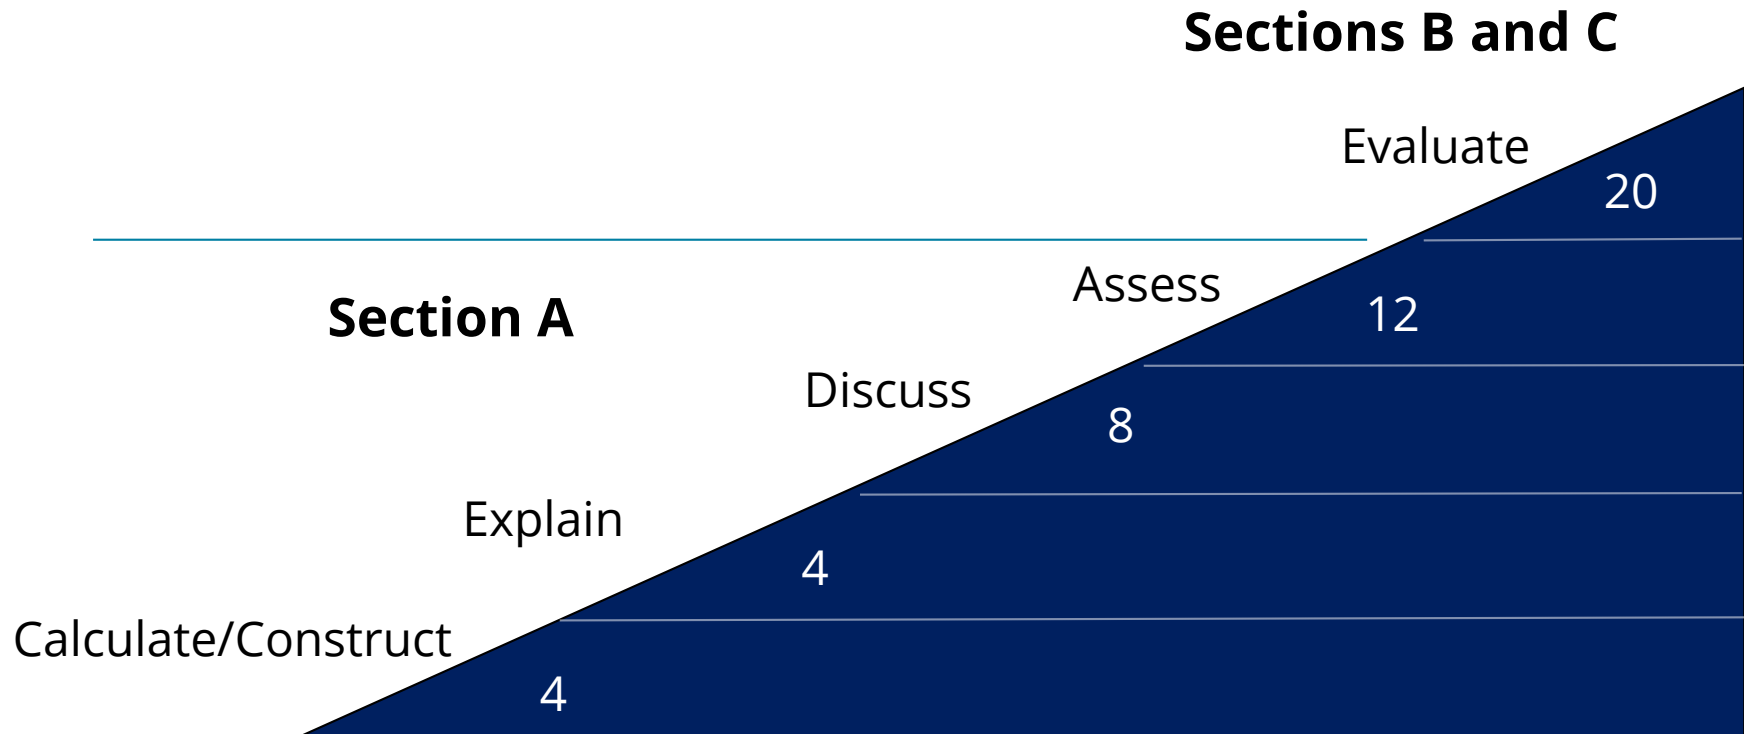 Sections B and C
Evaluate
20
Assess
12
Section A
Discuss
8
Explain
4
Calculate/Construct
4